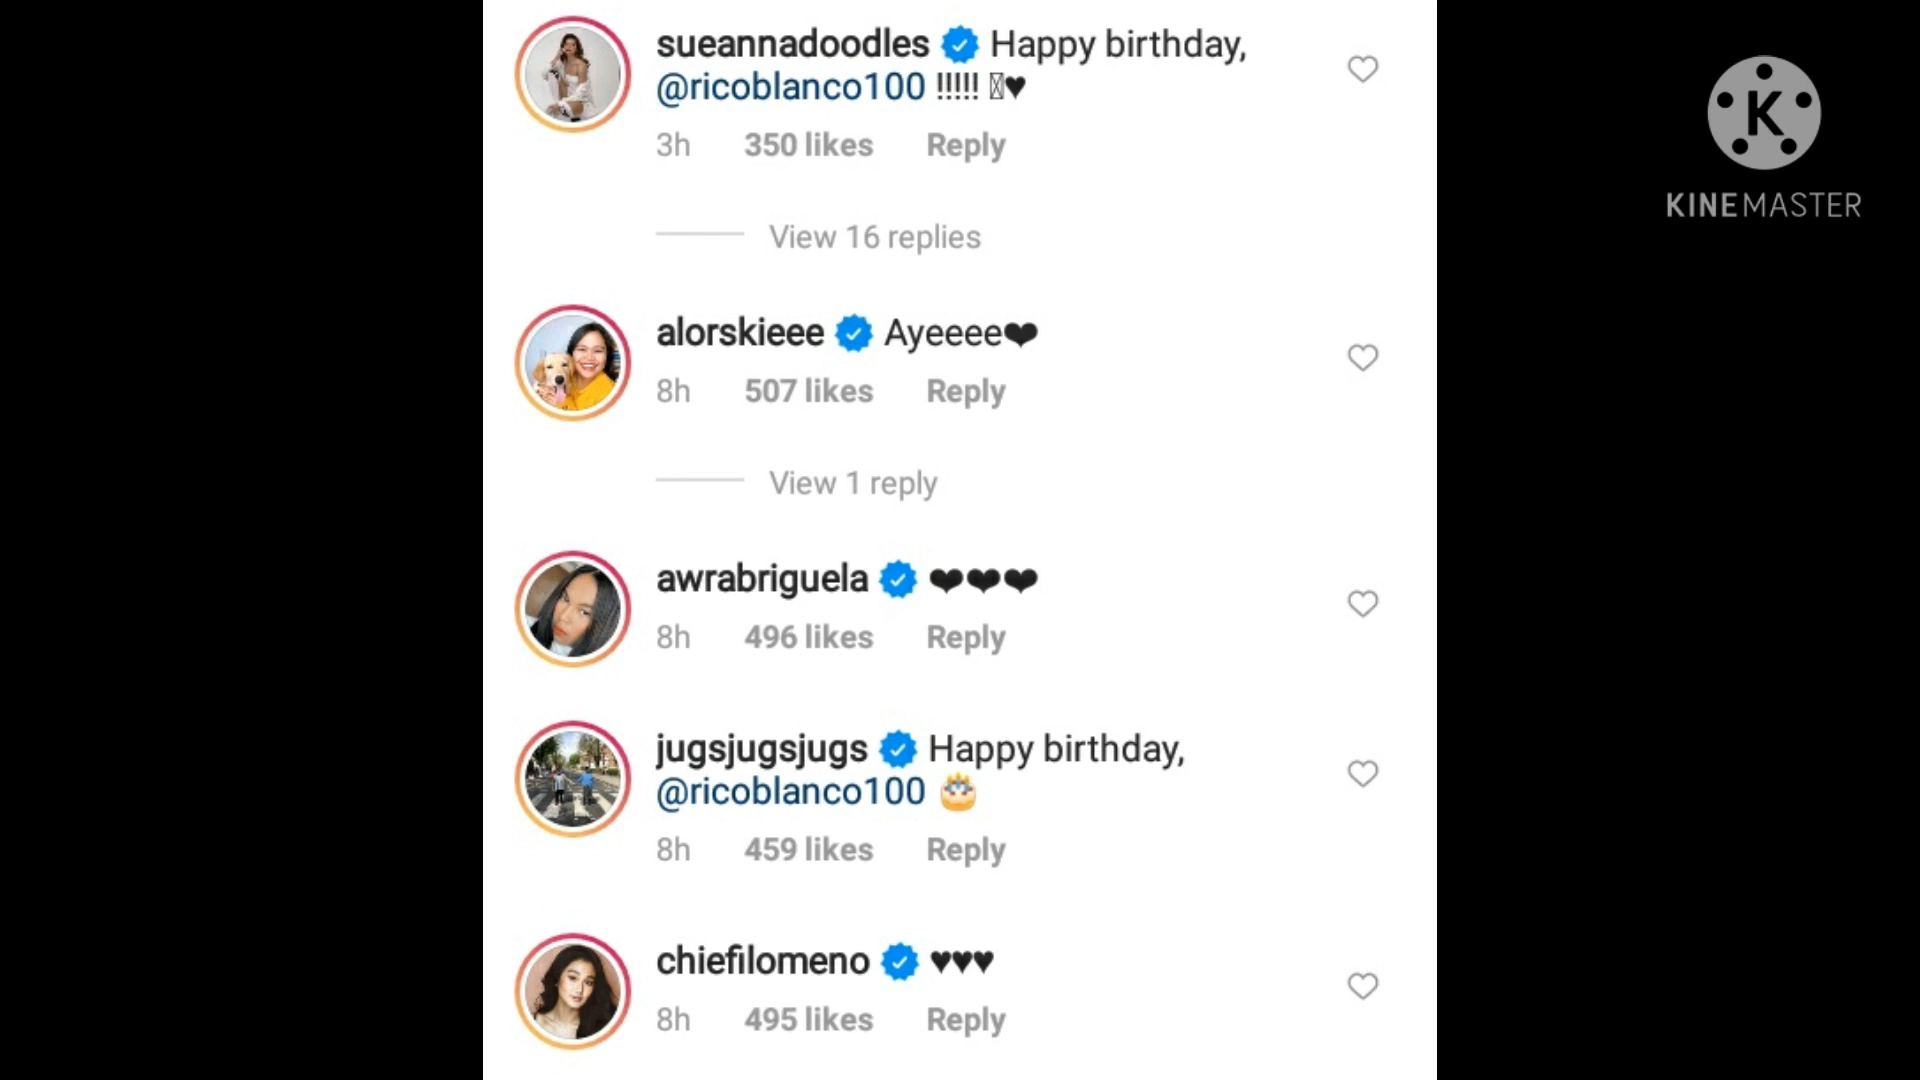 sueannadoodles Happy birthday,
@ricoblanco100 !!!!! ♥
3h 350 likes Reply
View 16 replies
alorskieee Ayeeee❤
8h 507 likes Reply
View 1 reply
awrabriguela ❤❤❤
8h 496 likes Reply
jugsjugsjugs Happy birthday,
@ricoblanco100 🎂
8h 459 likes Reply
chiefilomeno ♥♥♥
8h 495 likes Reply
K
KINEMASTER